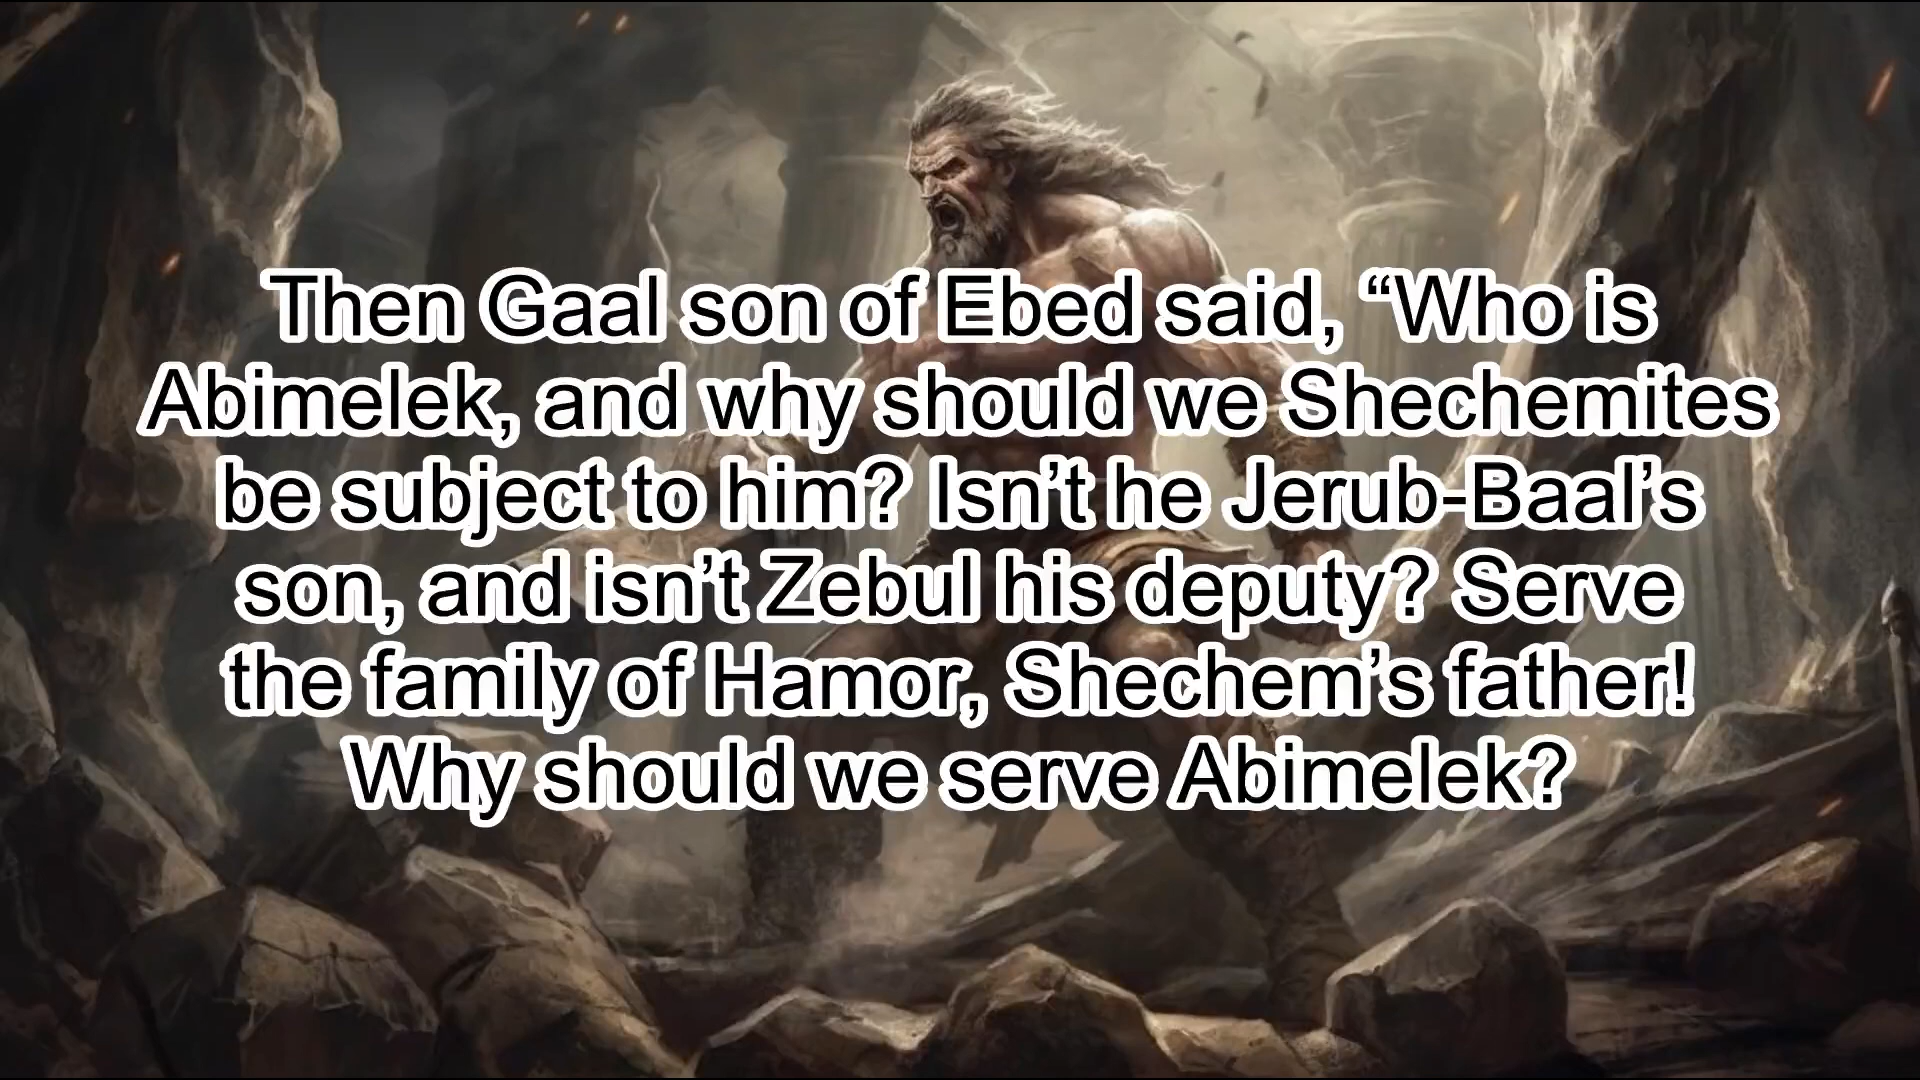 Then Gaal son of Ebed said, “Who is
Abimelek, and why should we Shechemites
be subject to him? Isn’t he Jerub-Baal’s
son, and isn’t Zebul his deputy? Serve
the family of Hamor, Shechem’s father!
Why should we serve Abimelek?